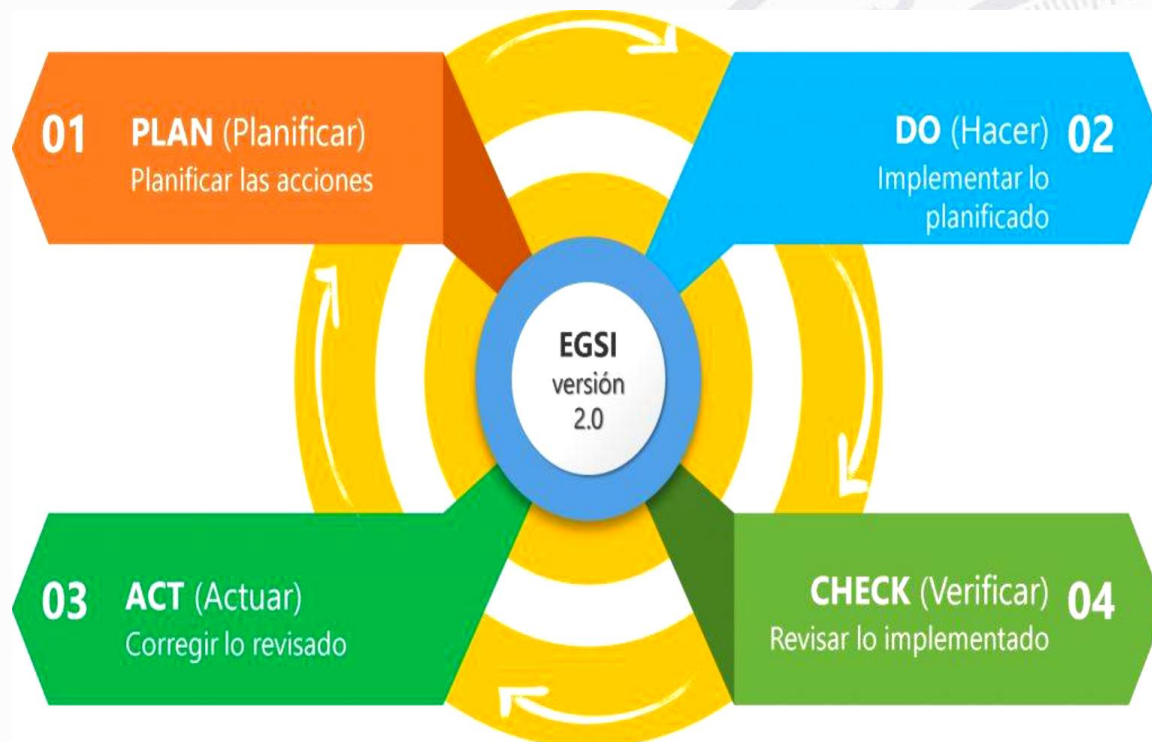 01
PLAN (Planificar)
Planificar las acciones
DO (Hacer)
02
Implementar lo
planificado
EGSI
versión
2.0
03
ACT (Actuar)
Corregir lo revisado
CHECK (Verificar)
04
Revisar lo implementado